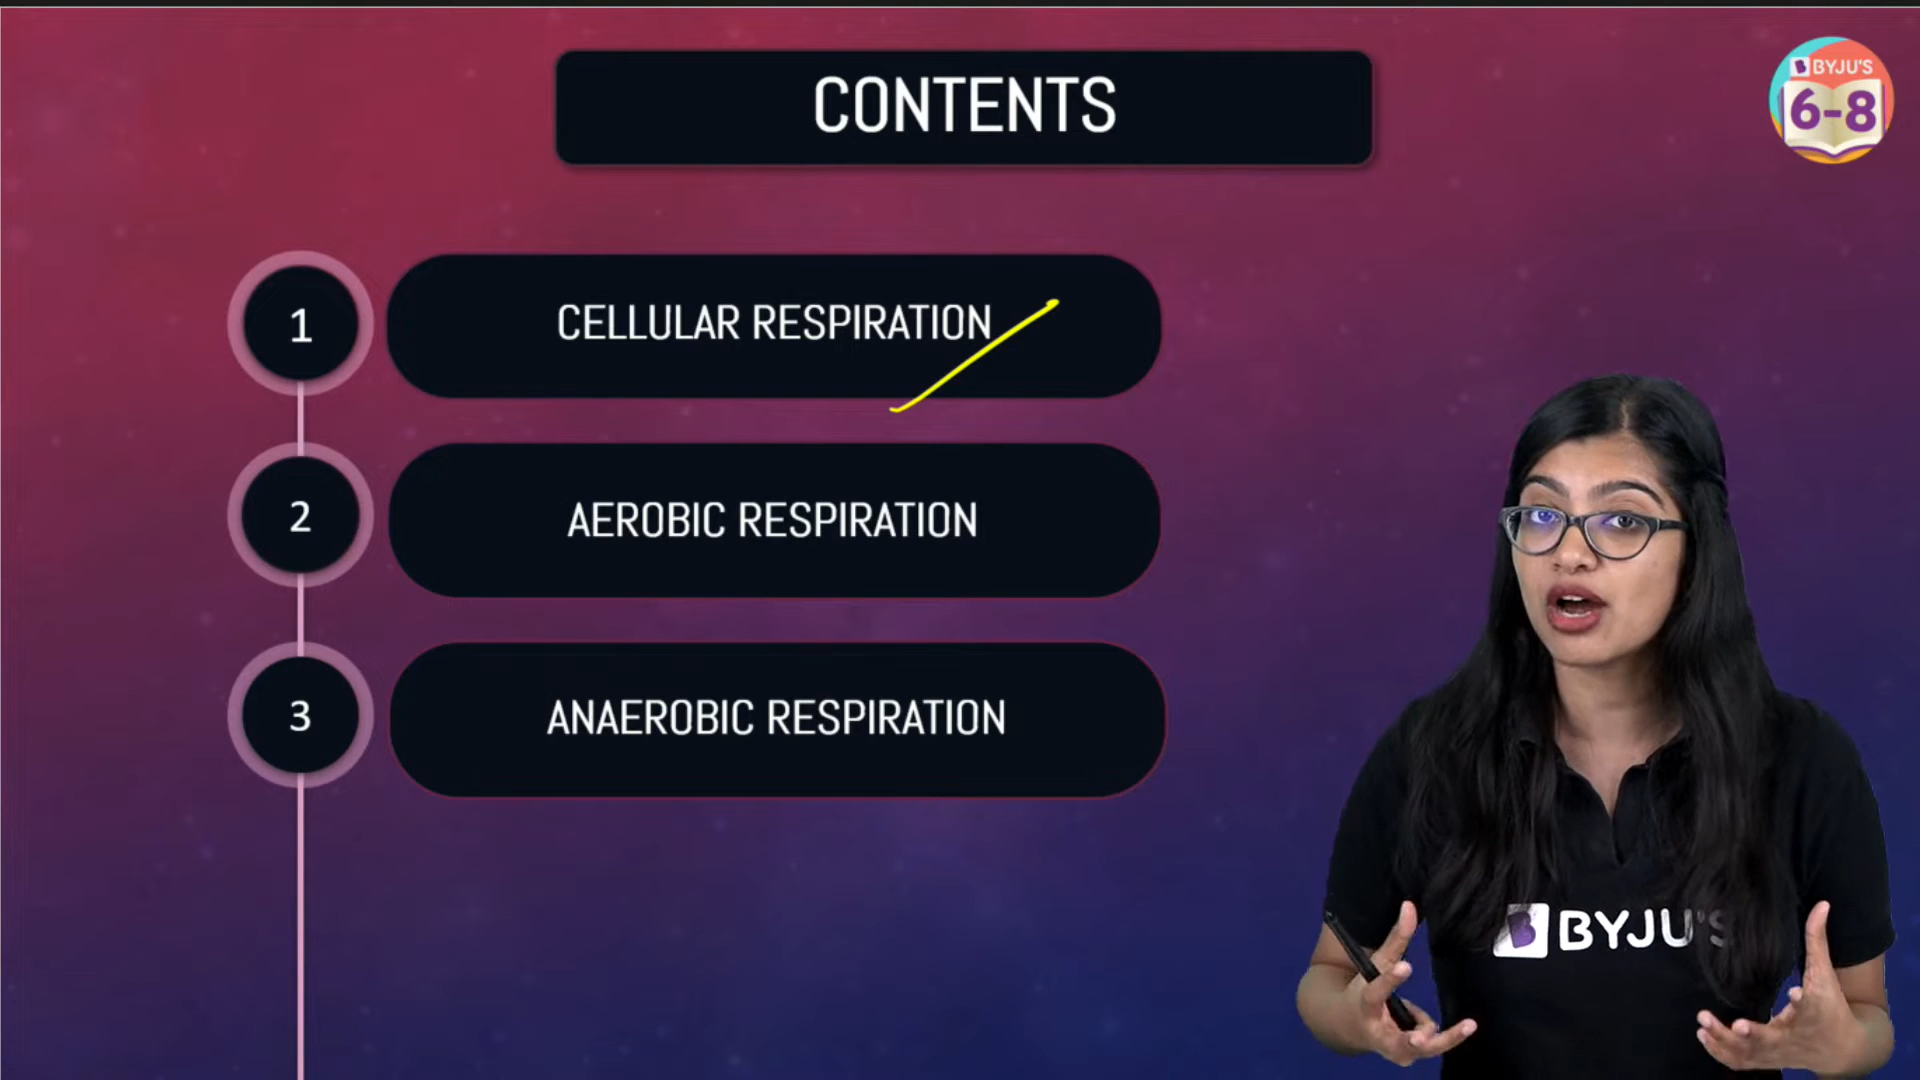 CONTENTS
BYJU'S
6-8
1
CELLULAR RESPIRATION
2
AEROBIC RESPIRATION
3
ANAEROBIC RESPIRATION
BYJU'S